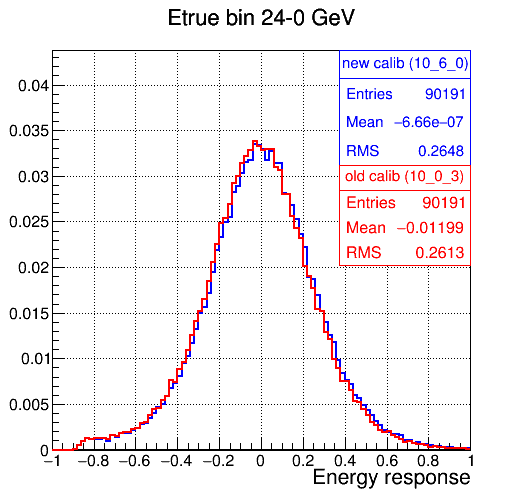 Etrue bin 24-0 GeV
new calib (10_6_0)
Entries 90191
Mean −6.66e−07
RMS 0.2648
old calib (10_0_3)
Entries 90191
Mean −0.01199
RMS 0.2613
0.04
0.035
0.03
0.025
0.02
0.015
0.01
0.005
0
−1 −0.8 −0.6 −0.4 −0.2 0 0.2 0.4 0.6 0.8 1
Energy response